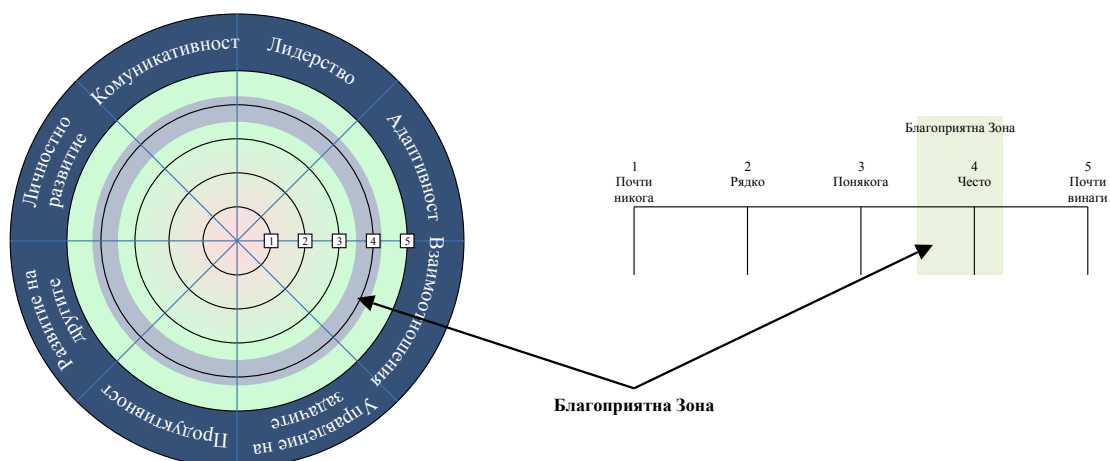 Комуникативност
Лидерство
Адаптивност
Взаимоотношения
Управление на
задачите
Продуктивност
Развитие на
другите
Личностно
развитие
1 2 3 4 5
Благоприятна Зона
1 2 3 4 5
Почти Рядко Понякога Често Почти
никога винаги
Благоприятна Зона